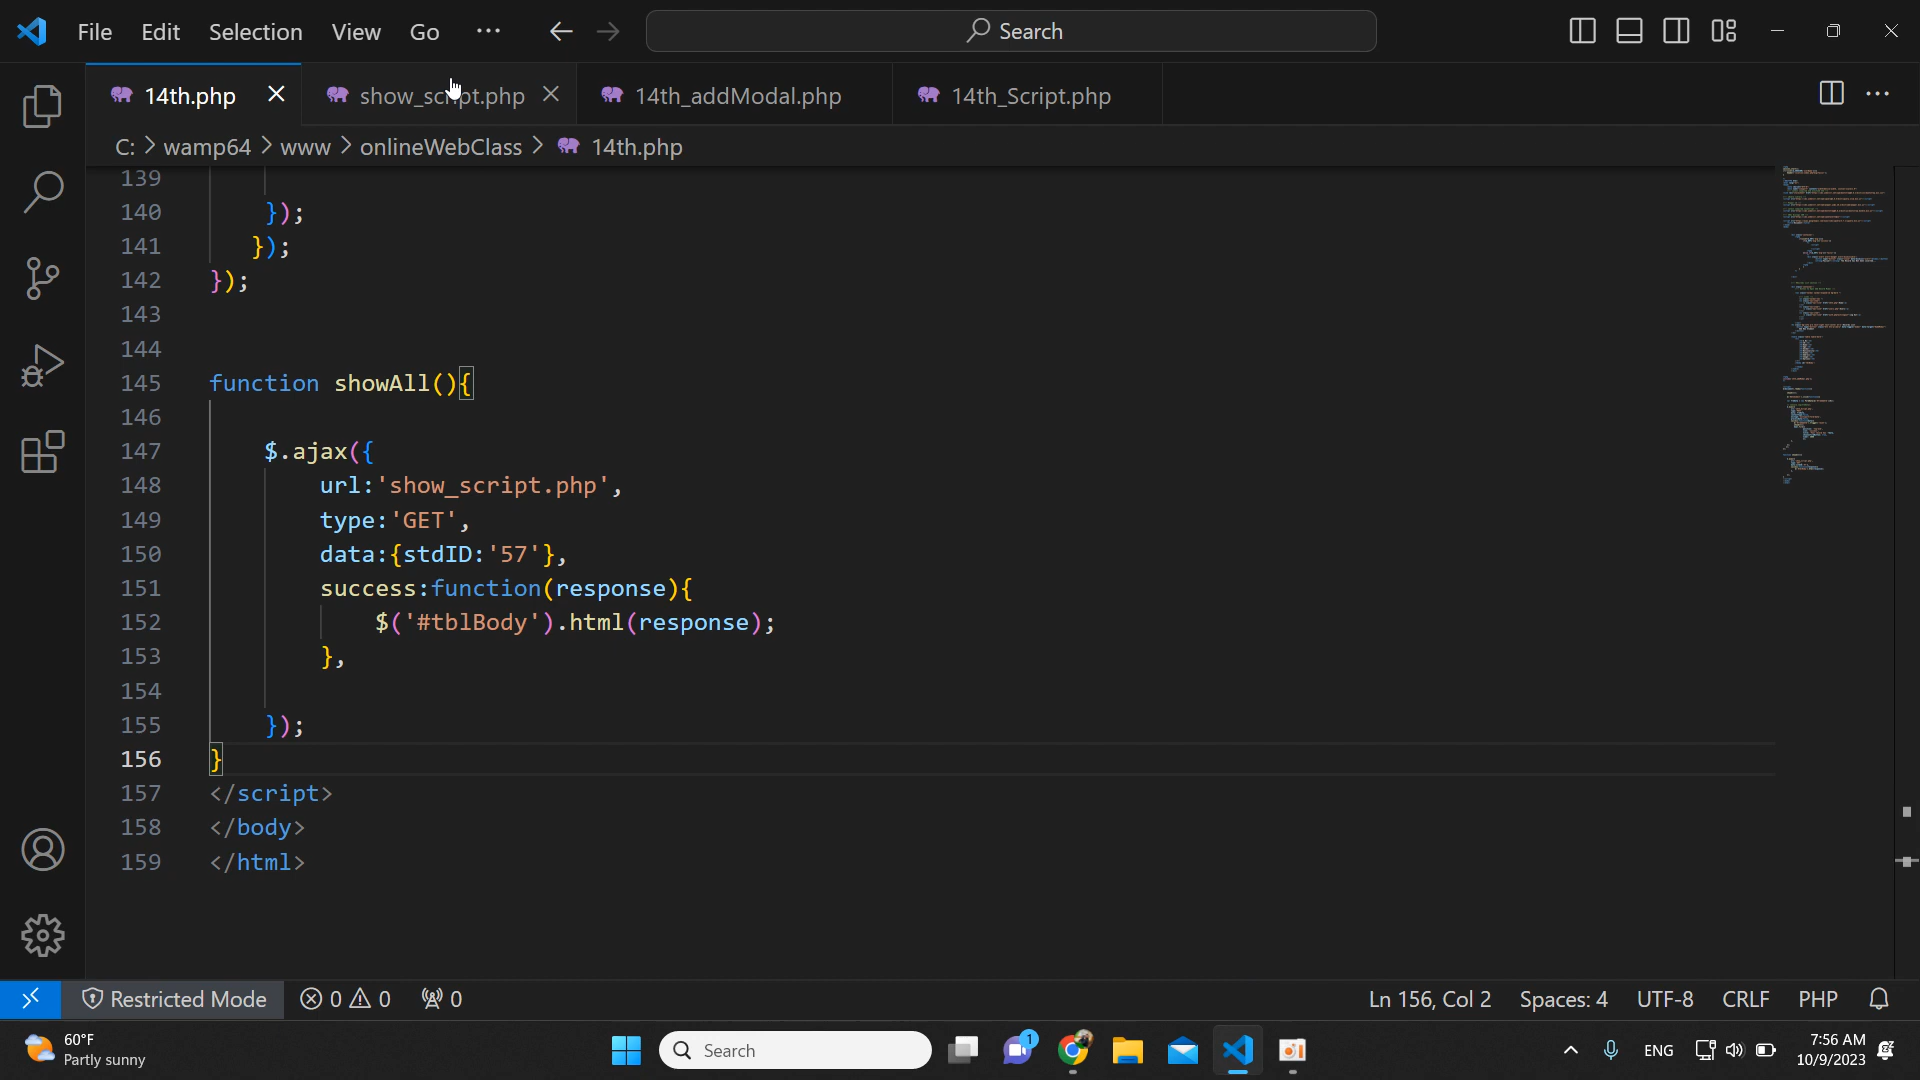 File Edit Selection View Go ··· Search
14th.php show_script.php 14th_addModal.php 14th_Script.php
C: > wamp64 > www > onlineWebClass > 14th.php
139
140 });
141 });
142 });
143
144
145 function showAll(){
146
147 $.ajax({
148 url:'show_script.php',
149 type:'GET',
150 data:{stdID:'57'},
151 success:function(response){
152 $('#tblBody').html(response);
153 },
154
155 });
156 }
157 </script>
158 </body>
159 </html>
Restricted Mode 0 0 0 Ln 156, Col 2 Spaces: 4 UTF-8 CRLF PHP
60°F
Partly sunny
Search
1
ENG
7:56 AM
10/9/2023